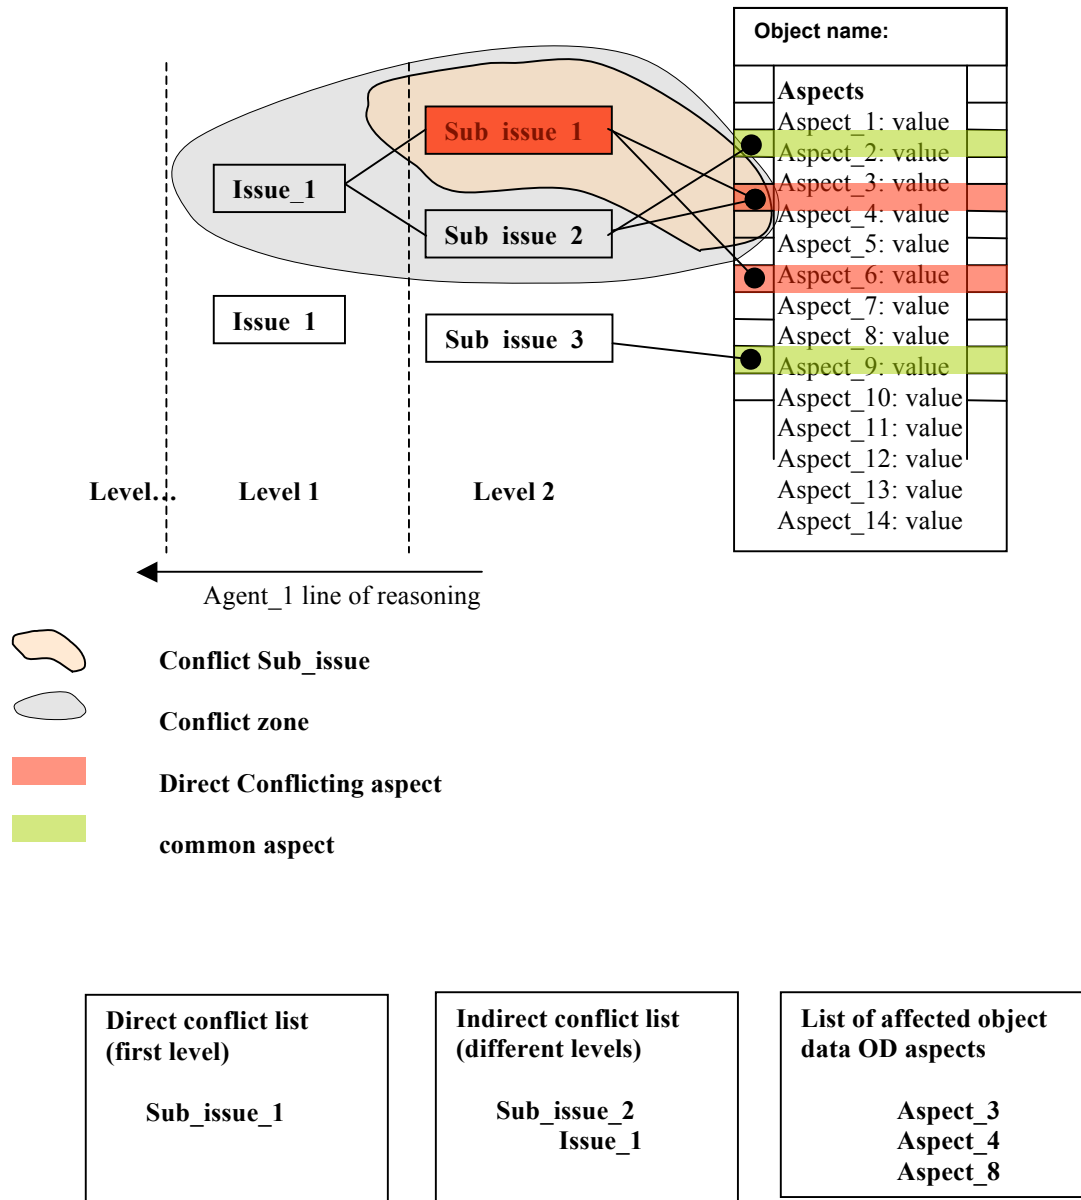 Object name:
Aspects
Aspect_1: value
Aspect_2: value
Aspect_3: value
Aspect_4: value
Aspect_5: value
Aspect_6: value
Aspect_7: value
Aspect_8: value
Aspect_9: value
Aspect_10: value
Aspect_11: value
Aspect_12: value
Aspect_13: value
Aspect_14: value
Sub issue 1
Issue_1
Sub issue 2
Issue 1
Sub issue 3
Level... Level 1 Level 2
Agent_1 line of reasoning
Conflict Sub_issue
Conflict zone
Direct Conflicting aspect
common aspect
Direct conflict list
(first level)
Sub_issue_1
Indirect conflict list
(different levels)
Sub_issue_2
Issue_1
List of affected object
data OD aspects
Aspect_3
Aspect_4
Aspect_8